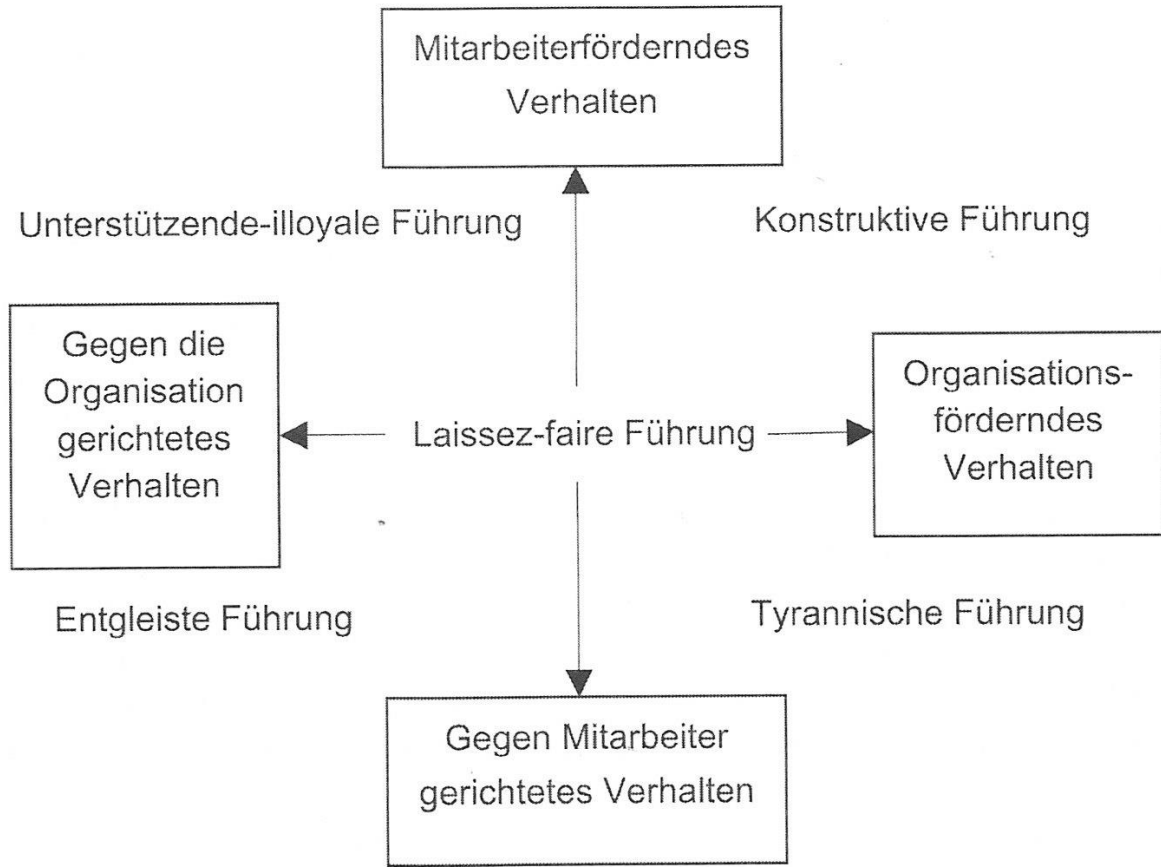 Mitarbeiterförderndes
Verhalten
Unterstützende-illoyale Führung
Konstruktive Führung
Gegen die
Organisation
gerichtetes
Verhalten
Laissez-faire Führung
Organisations-
förderndes
Verhalten
Entgleiste Führung
Tyrannische Führung
Gegen Mitarbeiter
gerichtetes Verhalten